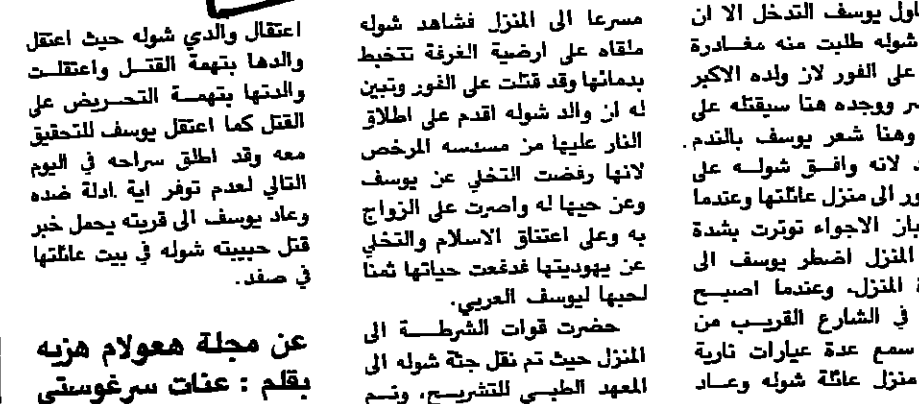 اول يوسف التدخل الا ان
شوله طلبت منه مغادرة
على الفور لان ولده الاكبر
ر ووجده هنا سيقتله على
وهنا شعر يوسف بالندم.
لانه وافق شوله على
ور الى منزل عائلتها وعندما
بان الاجواء توترت بشدة
المنزل اضطر يوسف الى
ة المنزل، وعندما اصبح
في الشارع القريب من
سمع عدة عيارات نارية
منزل عائلة شوله وعاد
مسرعا الى المنزل فشاهد شوله
ملقاه على ارضية الغرفة تتخبط
بدمائها وقد قتلت على الفور وتبين
له ان والد شوله اقدم على اطلاق
النار عليها من مسدسه المرخص
لانها رفضت التخلي عن يوسف
وعن حبها له واصرت على الزواج
به وعلى اعتناق الاسلام والتخلي
عن يهوديتها فدفعت حياتها ثمنا
لحبها ليوسف العربي.
حضرت قوات الشرطة الى
المنزل حيث تم نقل جثة شوله الى
المعهد الطبي للتشريح، وتم
اعتقال والدي شوله حيث اعتقل
والدها بتهمة القتل واعتقلت
والدتها بتهمة التحريض على
القتل كما اعتقل يوسف للتحقيق
معه وقد اطلق سراحه في اليوم
التالي لعدم توفر اية ادلة ضده
وعاد يوسف الى قريته يحمل خبر
قتل حبيبته شوله في بيت عائلتها
في صفد.
عن مجلة هعولام هزيه
بقلم : عنات سرغوستي